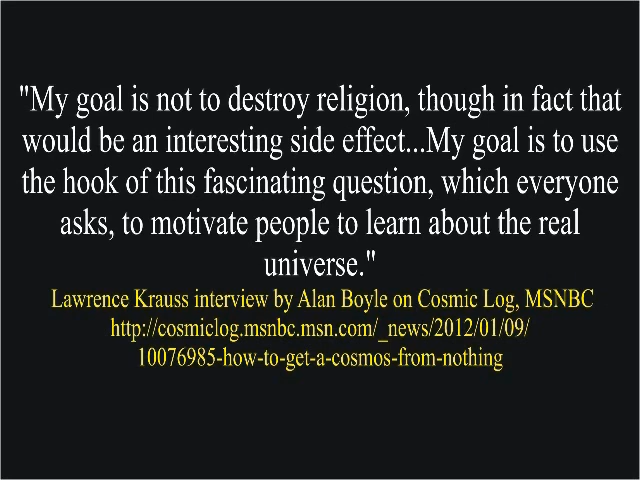 "My goal is not to destroy religion, though in fact that
would be an interesting side effect...My goal is to use
the hook of this fascinating question, which everyone
asks, to motivate people to learn about the real
universe."
Lawrence Krauss interview by Alan Boyle on Cosmic Log, MSNBC
http://cosmiclog.msnbc.msn.com/_news/2012/01/09/
10076985-how-to-get-a-cosmos-from-nothing